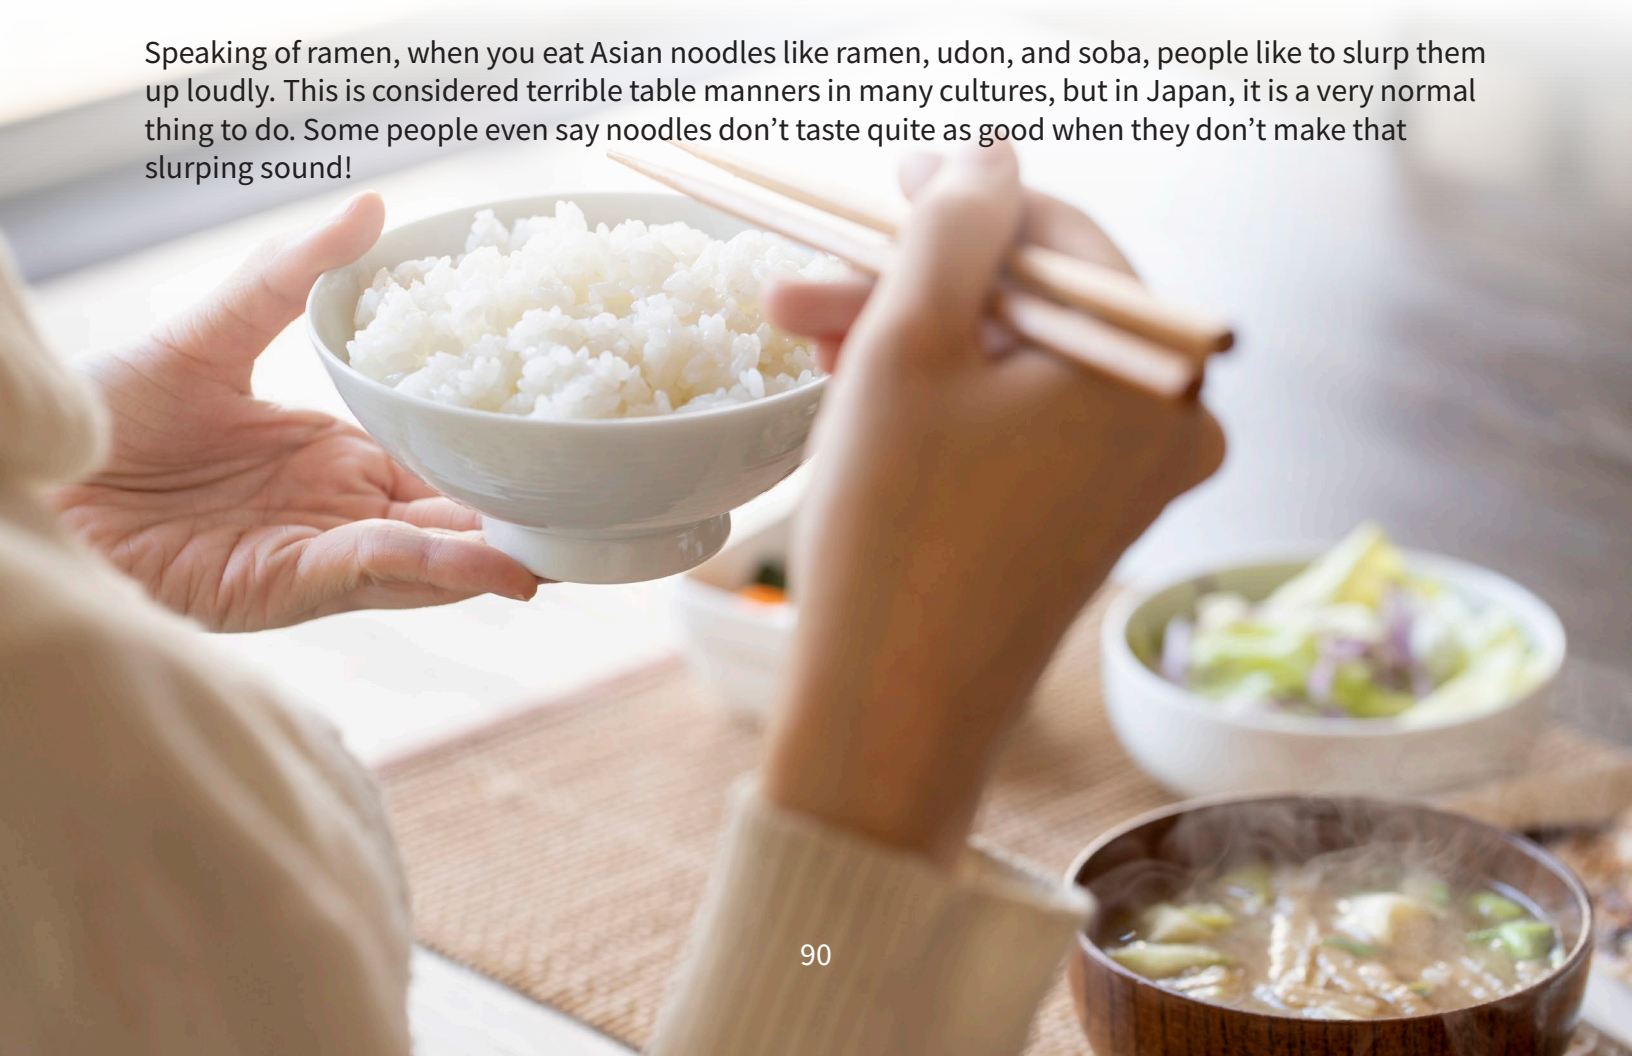 Speaking of ramen, when you eat Asian noodles like ramen, udon, and soba, people like to slurp them
up loudly. This is considered terrible table manners in many cultures, but in Japan, it is a very normal
thing to do. Some people even say noodles don’t taste quite as good when they don’t make that
slurping sound!
90